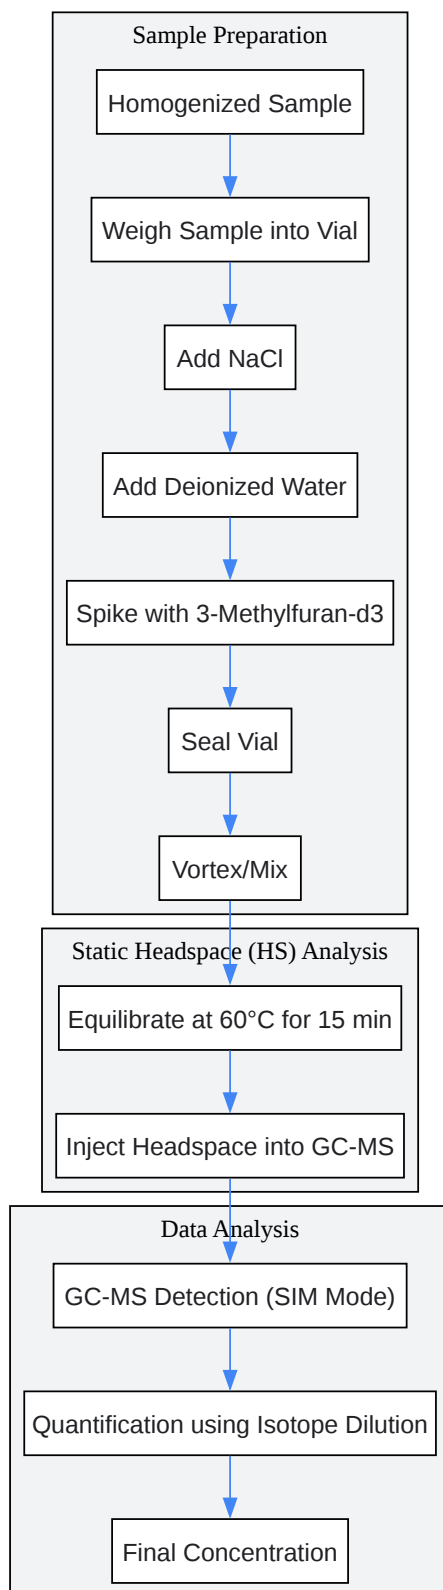 Sample Preparation
Homogenized Sample
Weigh Sample into Vial
Add NaCl
Add Deionized Water
Spike with 3-Methylfuran-d3
Seal Vial
Vortex/Mix
Static Headspace (HS) Analysis
Equilibrate at 60°C for 15 min
Inject Headspace into GC-MS
Data Analysis
GC-MS Detection (SIM Mode)
Quantification using Isotope Dilution
Final Concentration